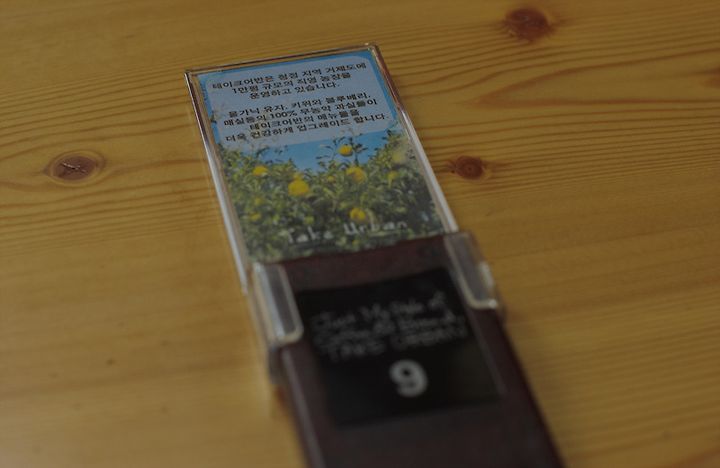 테이크어반은 청정 지역 거제도에
1만평 규모의 직영 농장을
운영하고 있습니다.
올가닉 유자, 키위와 블루베리,
매실등의 100% 무농약 과실들이
테이크어반의 메뉴들을
더욱 건강하게 업그레이드 합니다.
Take Urban
Just My Style of
TAKE URBAN
9